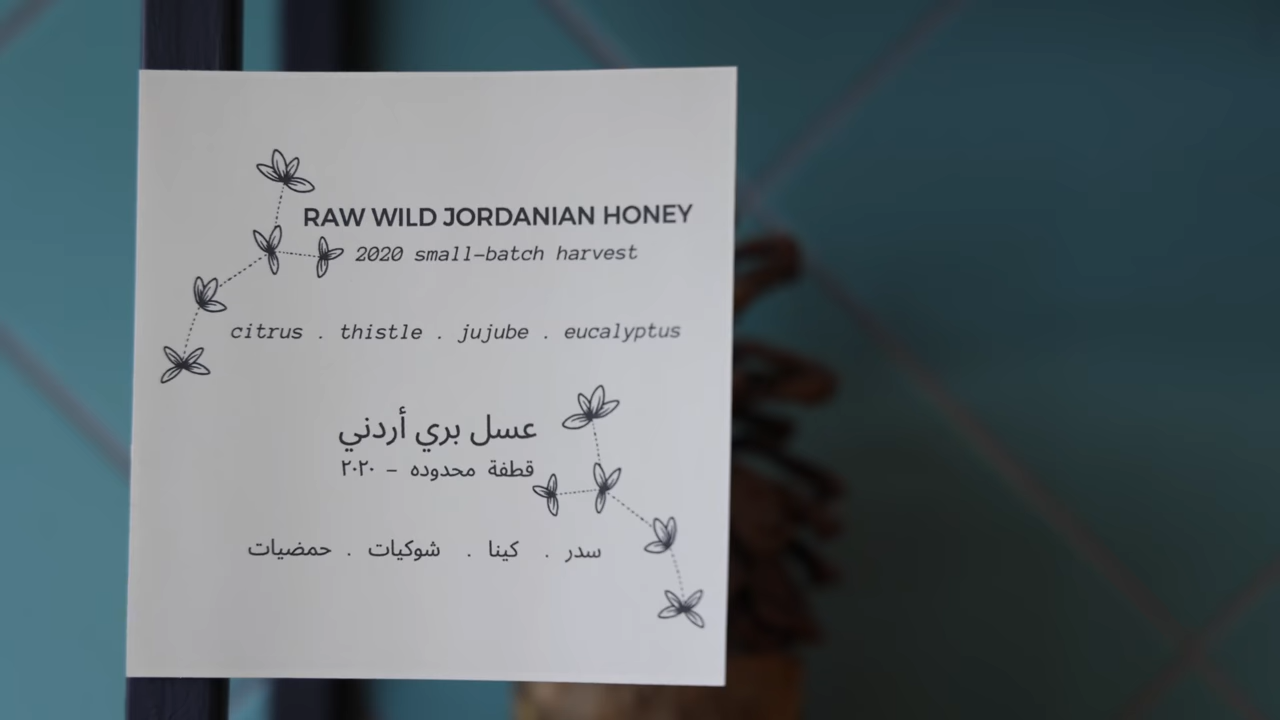 RAW WILD JORDANIAN HONEY
2020 small-batch harvest
citrus . thistle . jujube . eucalyptus
عسل بري أردني
قطفة محدوده - ٢٠٢٠
سدر . كينا . شوكيات . حمضيات